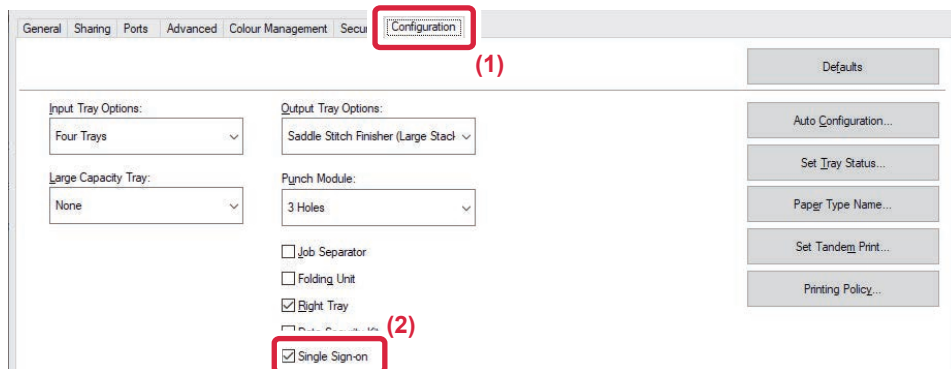 General Sharing Ports Advanced Colour Management Configuration
(1)
Defaults
Input Tray Options: Output Tray Options:
Four Trays Saddle Stitch Finisher (Large Stack
Auto Configuration...
Set Tray Status...
Large Capacity Tray: Punch Module:
None 3 Holes
Paper Type Name...
Job Separator
Set Tandem Print...
Folding Unit
Printing Policy...
Right Tray
(2)
Single Sign-on